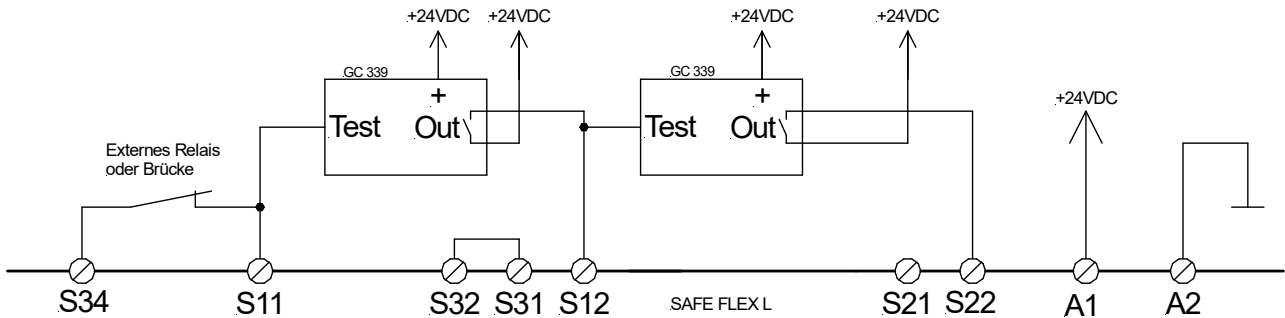 +24VDC
+24VDC
+24VDC
+24VDC
GC 339
GC 339
+
+
+24VDC
Test
Out
Test
Out
Externes Relais
oder Brücke
S34
S11
S32
S31
S12
SAFE FLEX L
S21
S22
A1
A2